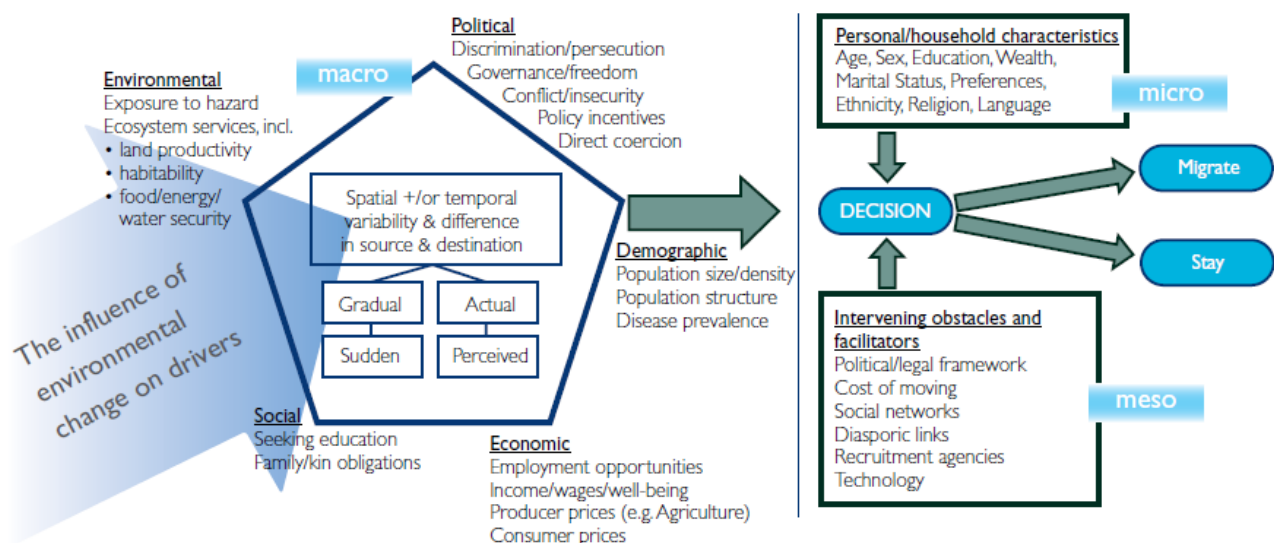 Political
Discrimination/persecution
Governance/freedom
Conflict/insecurity
Policy incentives
Direct coercion
macro
Environmental
Exposure to hazard
Ecosystem services, incl.
• land productivity
• habitability
• food/energy/
water security
Spatial +/or temporal
variability & difference
in source & destination
Gradual
Actual
Sudden
Perceived
The influence of
environmental
change on drivers
Demographic
Population size/density
Population structure
Disease prevalence
Social
Seeking education
Family/kin obligations
Economic
Employment opportunities
Income/wages/well-being
Producer prices (e.g. Agriculture)
Consumer prices
Personal/household characteristics
Age, Sex, Education, Wealth,
Marital Status, Preferences,
Ethnicity, Religion, Language
micro
DECISION
Migrate
Stay
Intervening obstacles and
facilitators
Political/legal framework
Cost of moving
Social networks
Diasporic links
Recruitment agencies
Technology
meso